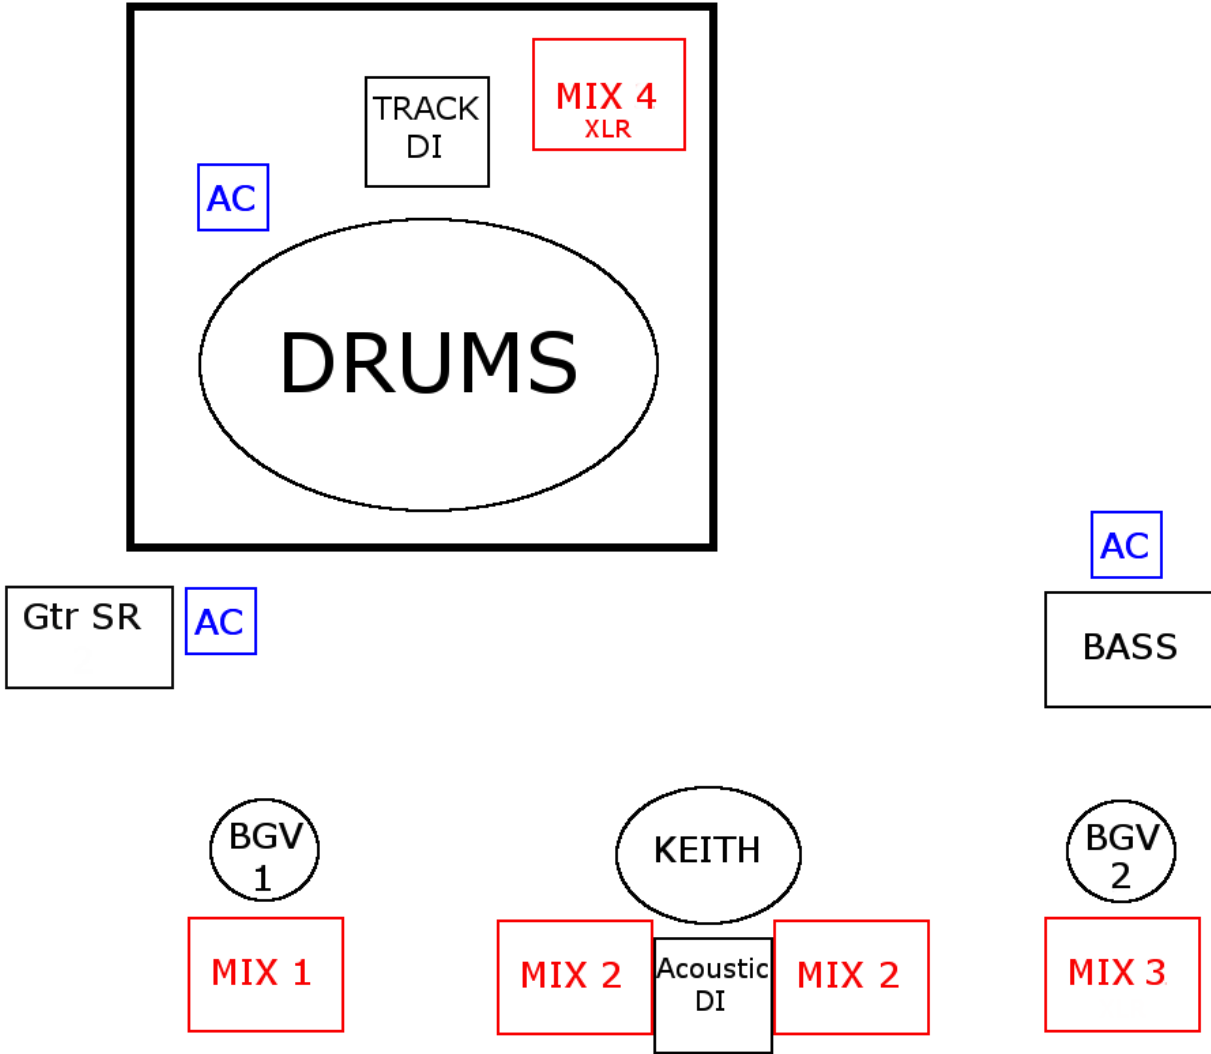 MIX 4
XLR
TRACK
DI
AC
DRUMS
AC
Gtr SR
AC
BASS
BGV
1
KEITH
BGV
2
MIX 1
MIX 2
Acoustic
DI
MIX 2
MIX 3